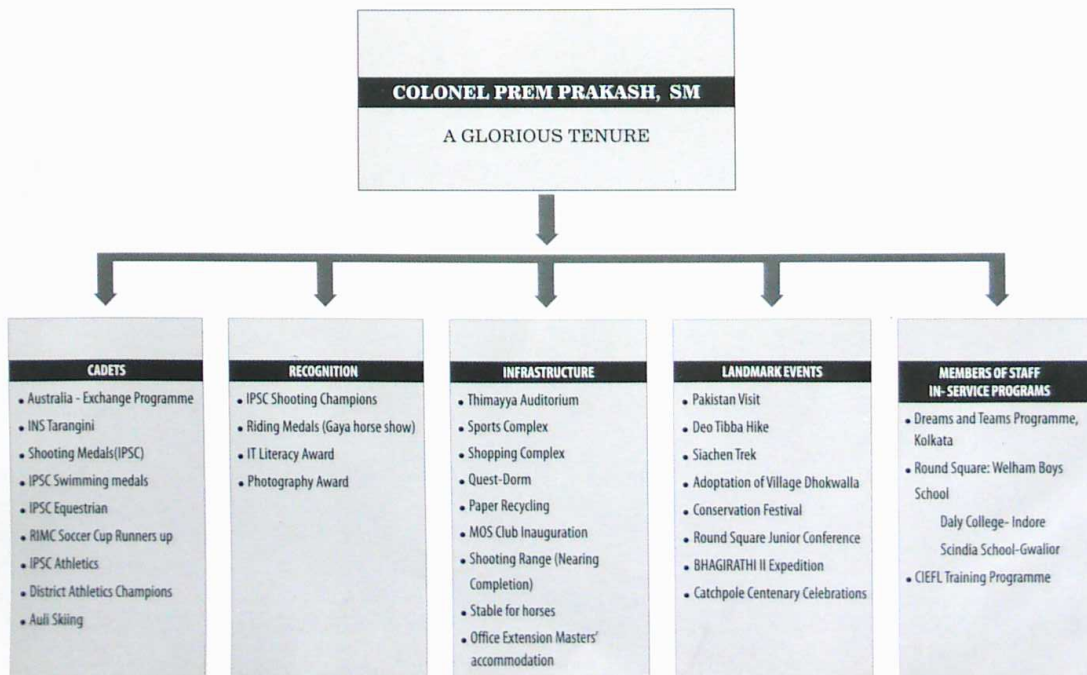 COLONEL PREM PRAKASH, SM
A GLORIOUS TENURE
CADETS
• Australia - Exchange Programme
• INS Tarangini
• Shooting Medals(IPSC)
• IPSC Swimming medals
• IPSC Equestrian
• RIMC Soccer Cup Runners up
• IPSC Athletics
• District Athletics Champions
• Auli Skiing
RECOGNITION
• IPSC Shooting Champions
• Riding Medals (Gaya horse show)
• IT Literacy Award
• Photography Award
INFRASTRUCTURE
• Thimayya Auditorium
• Sports Complex
• Shopping Complex
• Quest-Dorm
• Paper Recycling
• MOS Club Inauguration
• Shooting Range (Nearing
Completion)
• Stable for horses
• Office Extension Masters'
accommodation
LANDMARK EVENTS
• Pakistan Visit
• Deo Tibba Hike
• Siachen Trek
• Adoptation of Village Dhokwalla
• Conservation Festival
• Round Square Junior Conference
• BHAGIRATHI II Expedition
• Catchpole Centenary Celebrations
MEMBERS OF STAFF
IN- SERVICE PROGRAMS
• Dreams and Teams Programme,
Kolkata
• Round Square: Welham Boys
School
Daly College- Indore
Scindia School-Gwalior
• CIEFL Training Programme